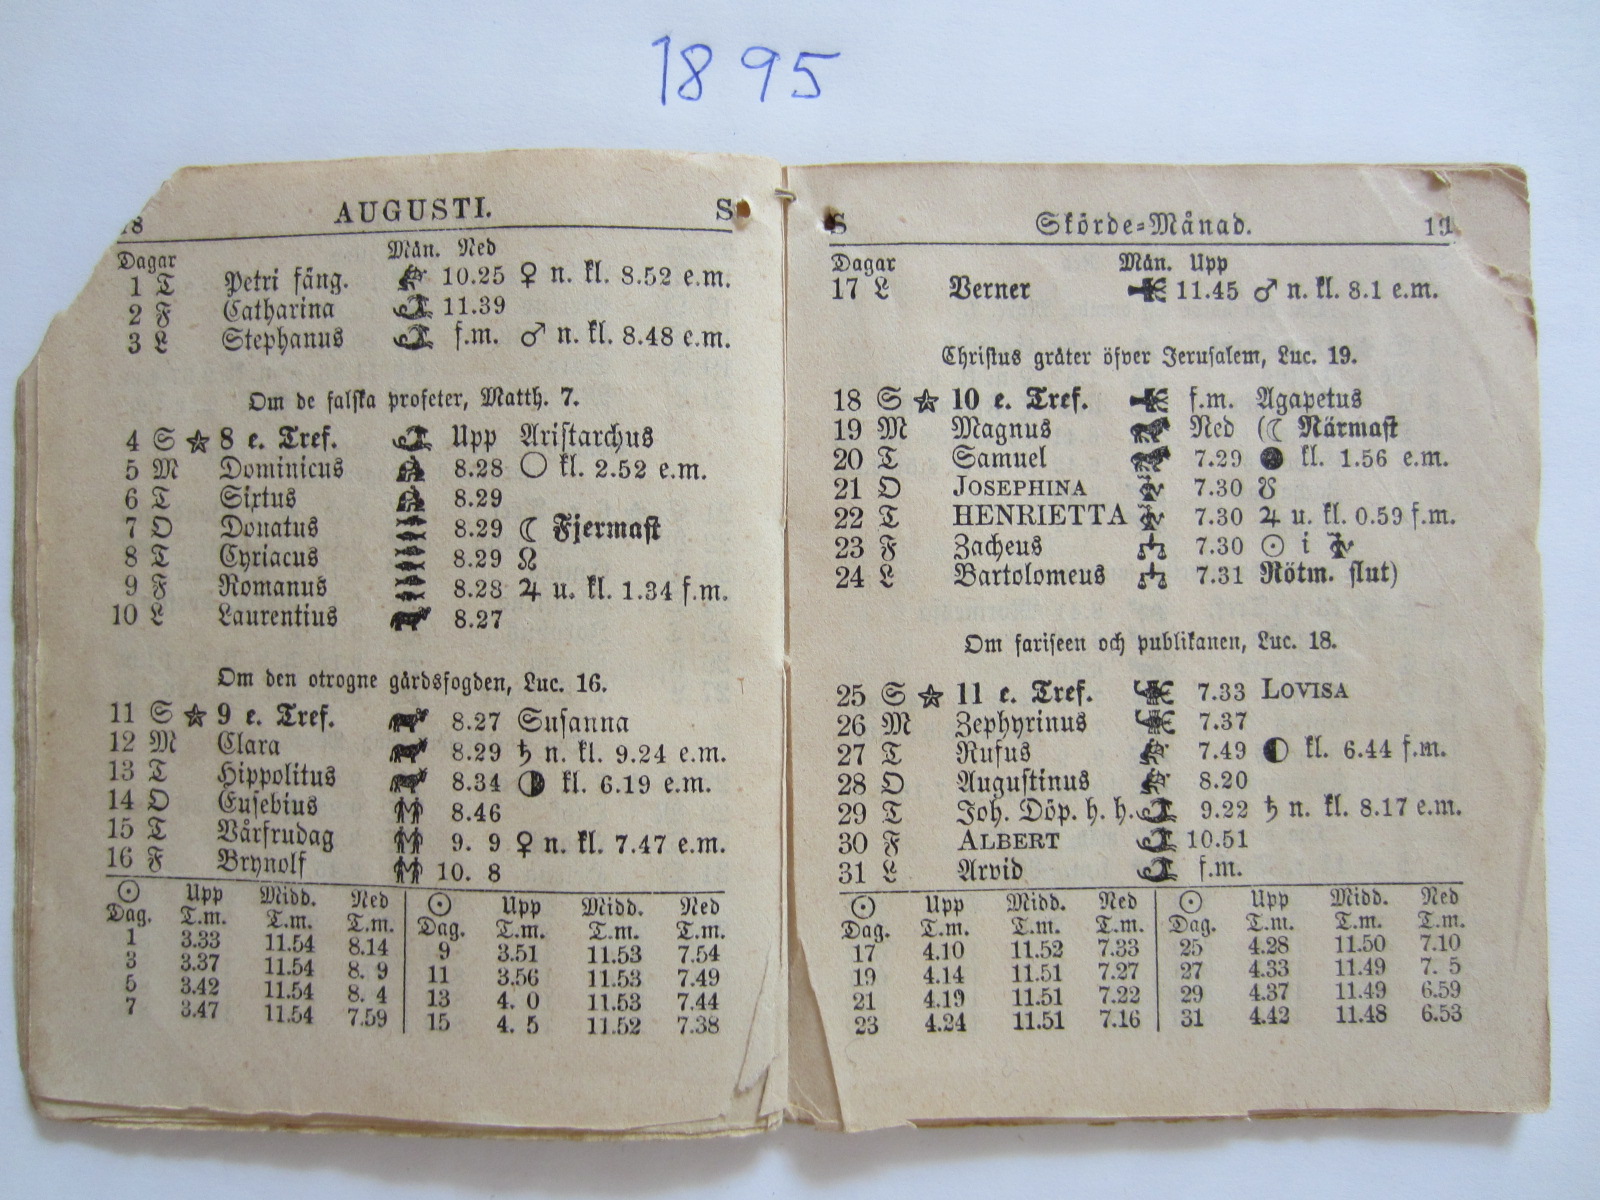 1895
18 AUGUSTI. S
Dagar Mån. Ned
1 T Petri fäng. 10.25 ♀ n. kl. 8.52 e.m.
2 F Catharina 11.39
3 L Stephanus f.m. ♂ n. kl. 8.48 e.m.
Om de falska profeter, Matth. 7.
4 S ☆ 8 e. Tref. Upp Aristarchus
5 M Dominicus 8.28 ○ kl. 2.52 e.m.
6 T Sixtus 8.29
7 O Donatus 8.29 ☾ Fjermast
8 T Cyriacus 8.29 ☊
9 F Romanus 8.28 ♃ u. kl. 1.34 f.m.
10 L Laurentius 8.27
Om den otrogne gårdsfogden, Luc. 16.
11 S ☆ 9 e. Tref. 8.27 Susanna
12 M Clara 8.29 ♄ n. kl. 9.24 e.m.
13 T Hippolitus 8.34 ◑ kl. 6.19 e.m.
14 O Eusebius 8.46
15 T Vårfrudag 9. 9 ♀ n. kl. 7.47 e.m.
16 F Brynolf 10. 8
☉ Upp Midd. Ned ☉ Upp Midd. Ned
Dag. T.m. T.m. T.m. Dag. T.m. T.m. T.m.
1 3.33 11.54 8.14 9 3.51 11.53 7.54
3 3.37 11.54 8. 9 11 3.56 11.53 7.49
5 3.42 11.54 8. 4 13 4. 0 11.53 7.44
7 3.47 11.54 7.59 15 4. 5 11.52 7.38
S Skörde-Månad. 19
Dagar Mån. Upp
17 L Verner 11.45 ♂ n. kl. 8.1 e.m.
Christus gråter öfver Jerusalem, Luc. 19.
18 S ☆ 10 e. Tref. f.m. Agapetus
19 M Magnus Ned (☾ Närmast
20 T Samuel 7.29 ● kl. 1.56 e.m.
21 O JOSEPHINA 7.30 ☋
22 T HENRIETTA 7.30 ♃ u. kl. 0.59 f.m.
23 F Zacheus 7.30 ☉ i ♍
24 L Bartolomeus 7.31 Rötm. slut)
Om fariseen och publikanen, Luc. 18.
25 S ☆ 11 e. Tref. 7.33 LOVISA
26 M Zephyrinus 7.37
27 T Rufus 7.49 ◐ kl. 6.44 f.m.
28 O Augustinus 8.20
29 T Joh. Döp. h. h. 9.22 ♄ n. kl. 8.17 e.m.
30 F ALBERT 10.51
31 L Arvid f.m.
☉ Upp Midd. Ned ☉ Upp Midd. Ned
Dag. T.m. T.m. T.m. Dag. T.m. T.m. T.m.
17 4.10 11.52 7.33 25 4.28 11.50 7.10
19 4.14 11.51 7.27 27 4.33 11.49 7. 5
21 4.19 11.51 7.22 29 4.37 11.49 6.59
23 4.24 11.51 7.16 31 4.42 11.48 6.53